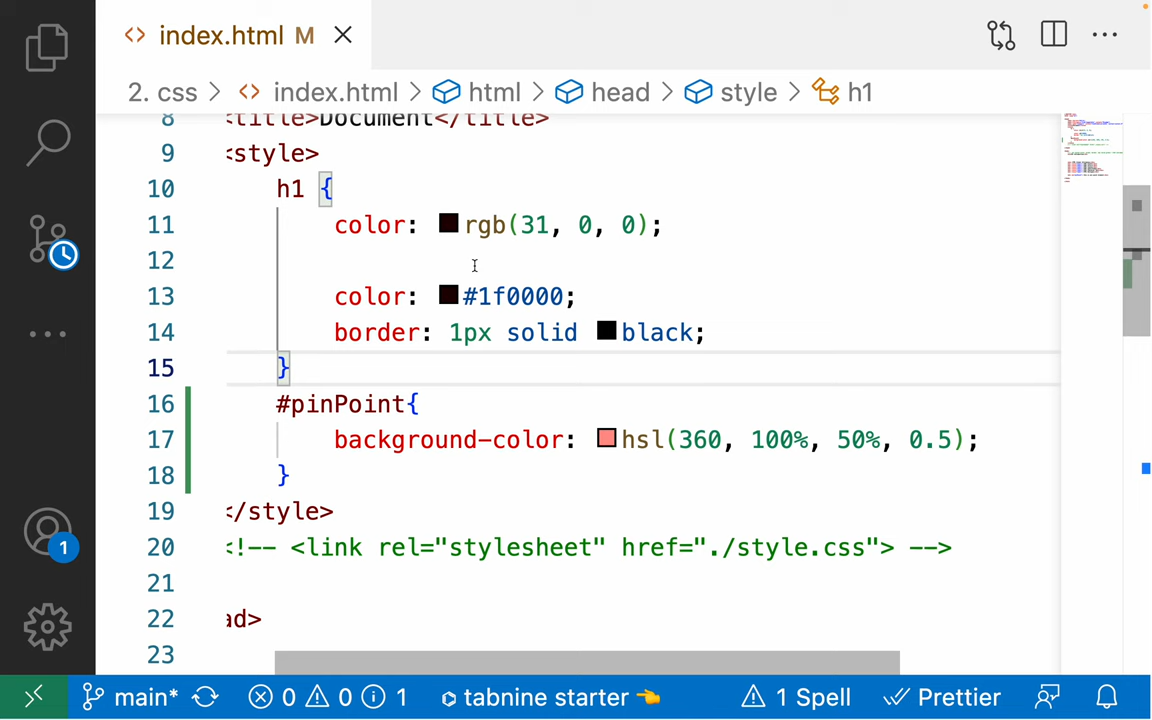 index.html M
2. css > index.html > html > head > style > h1
8 <title>Document</title>
9 <style>
10 h1 {
11 color: rgb(31, 0, 0);
12
13 color: #1f0000;
14 border: 1px solid black;
15 }
16 #pinPoint{
17 background-color: hsl(360, 100%, 50%, 0.5);
18 }
19 </style>
20 <!-- <link rel="stylesheet" href="./style.css"> -->
21
22 ad>
23
1
main* 0 0 1 tabnine starter 👈 1 Spell Prettier